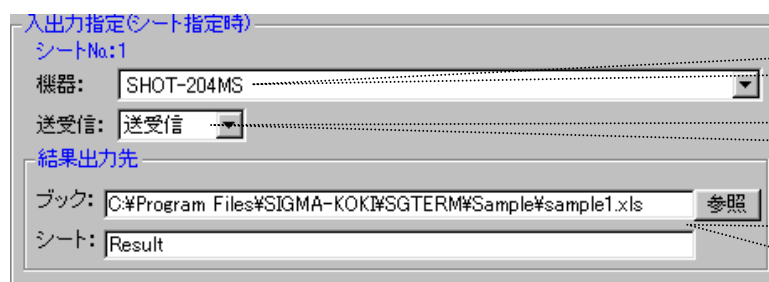 入出力指定(シート指定時)
シートNo:1
機器: SHOT-204MS
送受信: 送受信
結果出力先
ブック: C:¥Program Files¥SIGMA-KOKI¥SGTERM¥Sample¥sample1.xls 参照
シート: Result